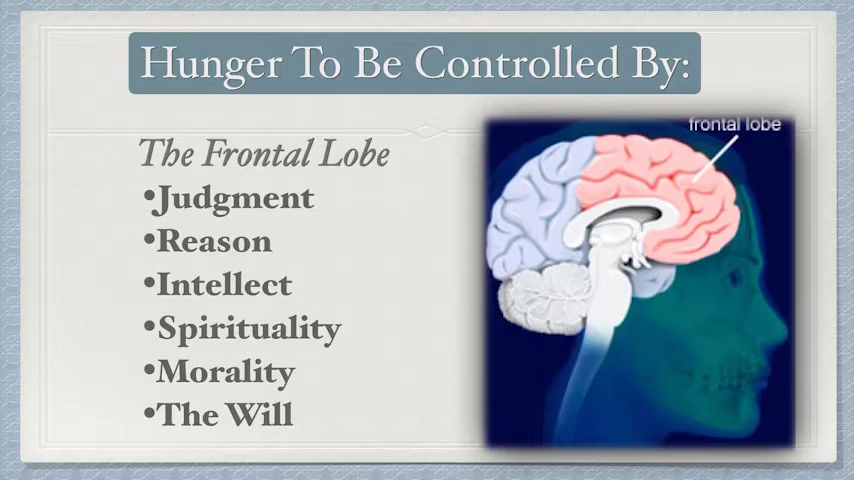 Hunger To Be Controlled By:
frontal lobe
The Frontal Lobe
•Judgment
•Reason
•Intellect
•Spirituality
•Morality
•The Will